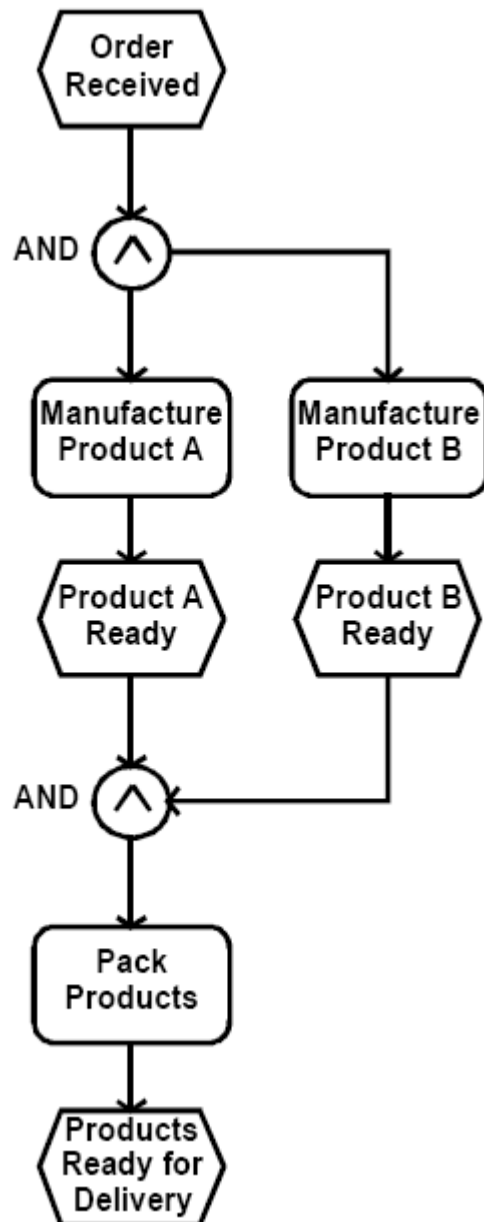 Order
Received
AND
Manufacture
Product A
Manufacture
Product B
Product A
Ready
Product B
Ready
AND
Pack
Products
Products
Ready for
Delivery